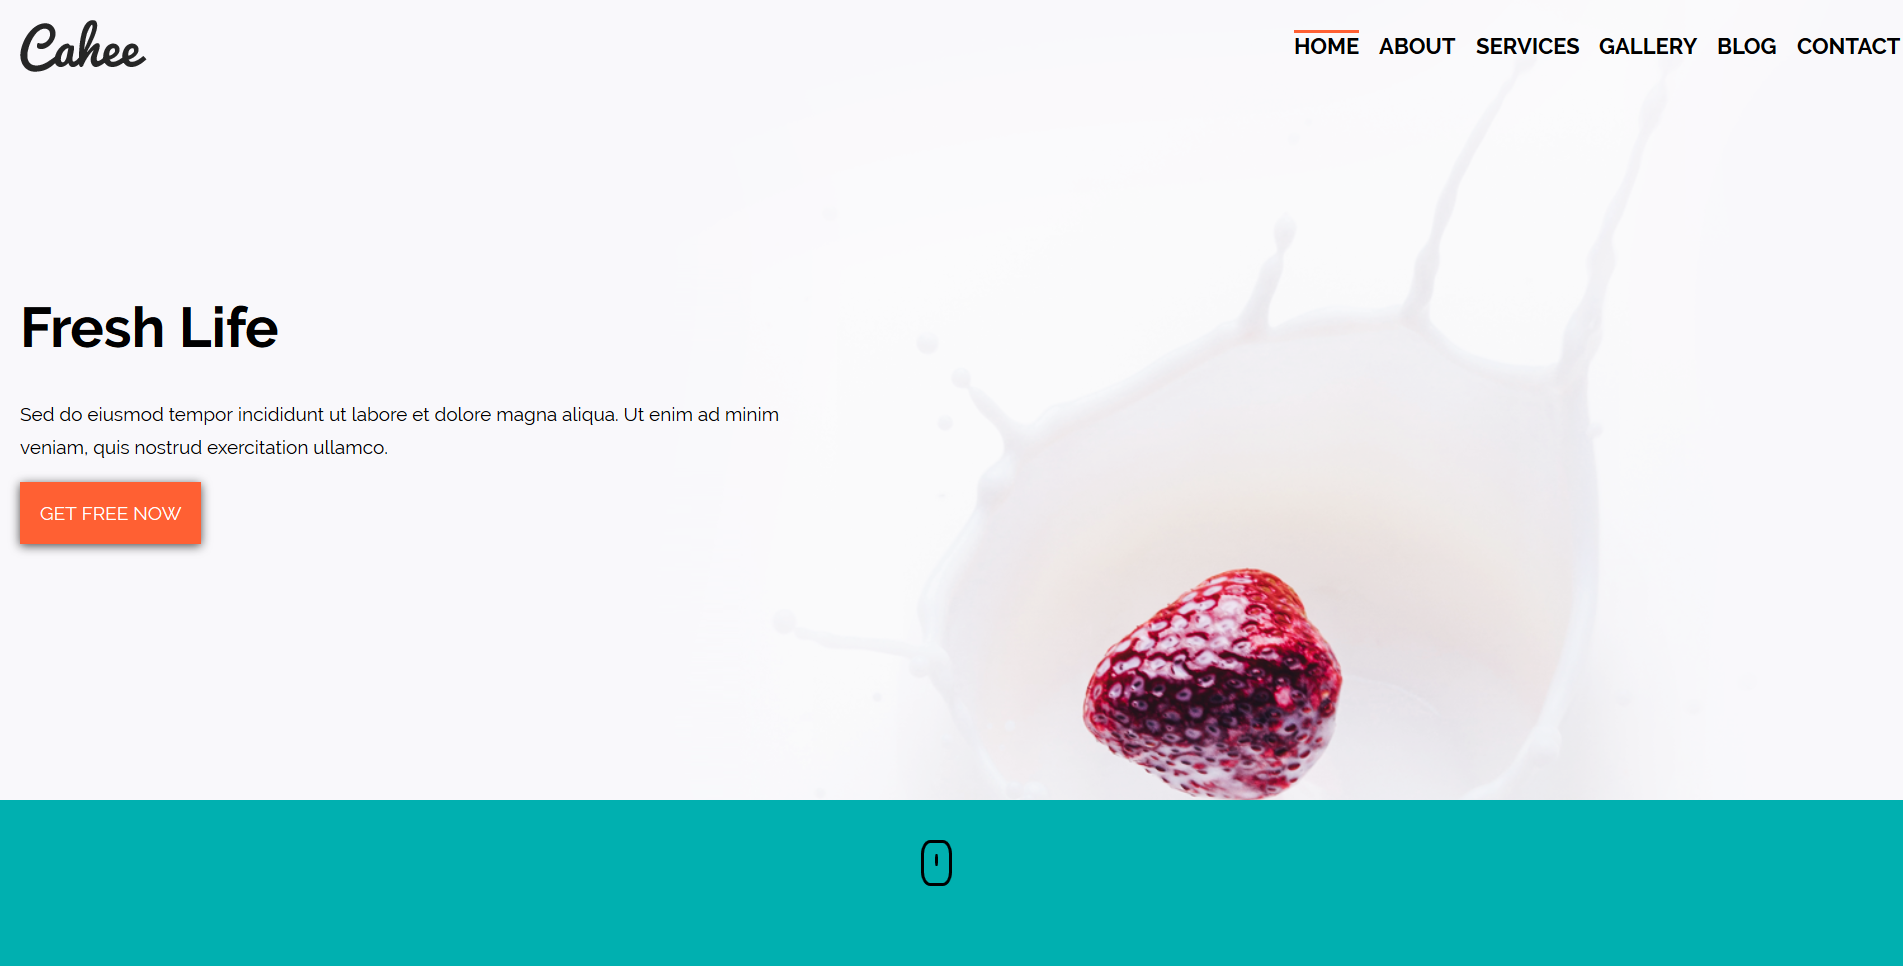 Cahee
HOME ABOUT SERVICES GALLERY BLOG CONTACT
Fresh Life
Sed do eiusmod tempor incididunt ut labore et dolore magna aliqua. Ut enim ad minim
veniam, quis nostrud exercitation ullamco.
GET FREE NOW